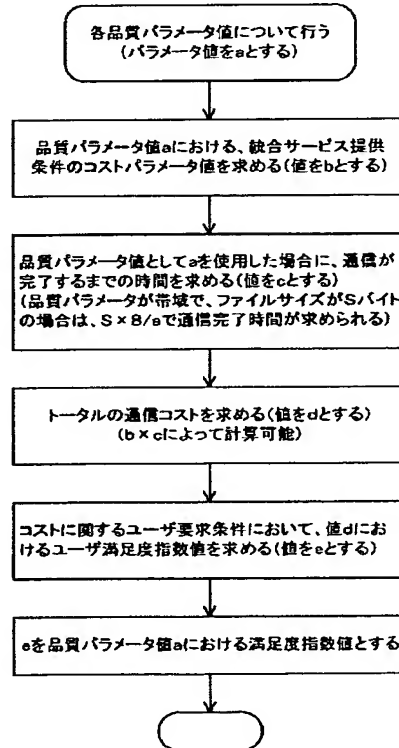 各品質パラメータ値について行う
(パラメータ値をaとする)
品質パラメータ値aにおける、統合サービス提供
条件のコストパラメータ値を求める(値をbとする)
品質パラメータ値としてaを使用した場合に、通信が
完了するまでの時間を求める(値をcとする)
(品質パラメータが帯域で、ファイルサイズがSバイト
の場合は、S×8/aで通信完了時間が求められる)
トータルの通信コストを求める(値をdとする)
(b×cによって計算可能)
コストに関するユーザ要求条件において、値dにお
けるユーザ満足度指数値を求める(値をeとする)
eを品質パラメータ値aにおける満足度指数値とする